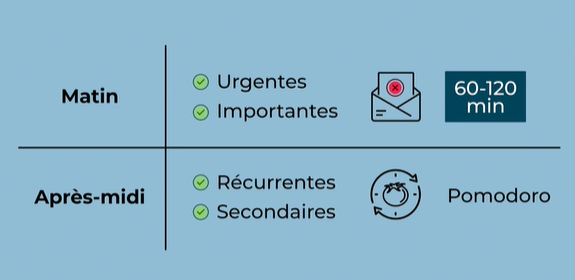 Matin
Urgentes
Importantes
60-120
min
Après-midi
Récurrentes
Secondaires
Pomodoro